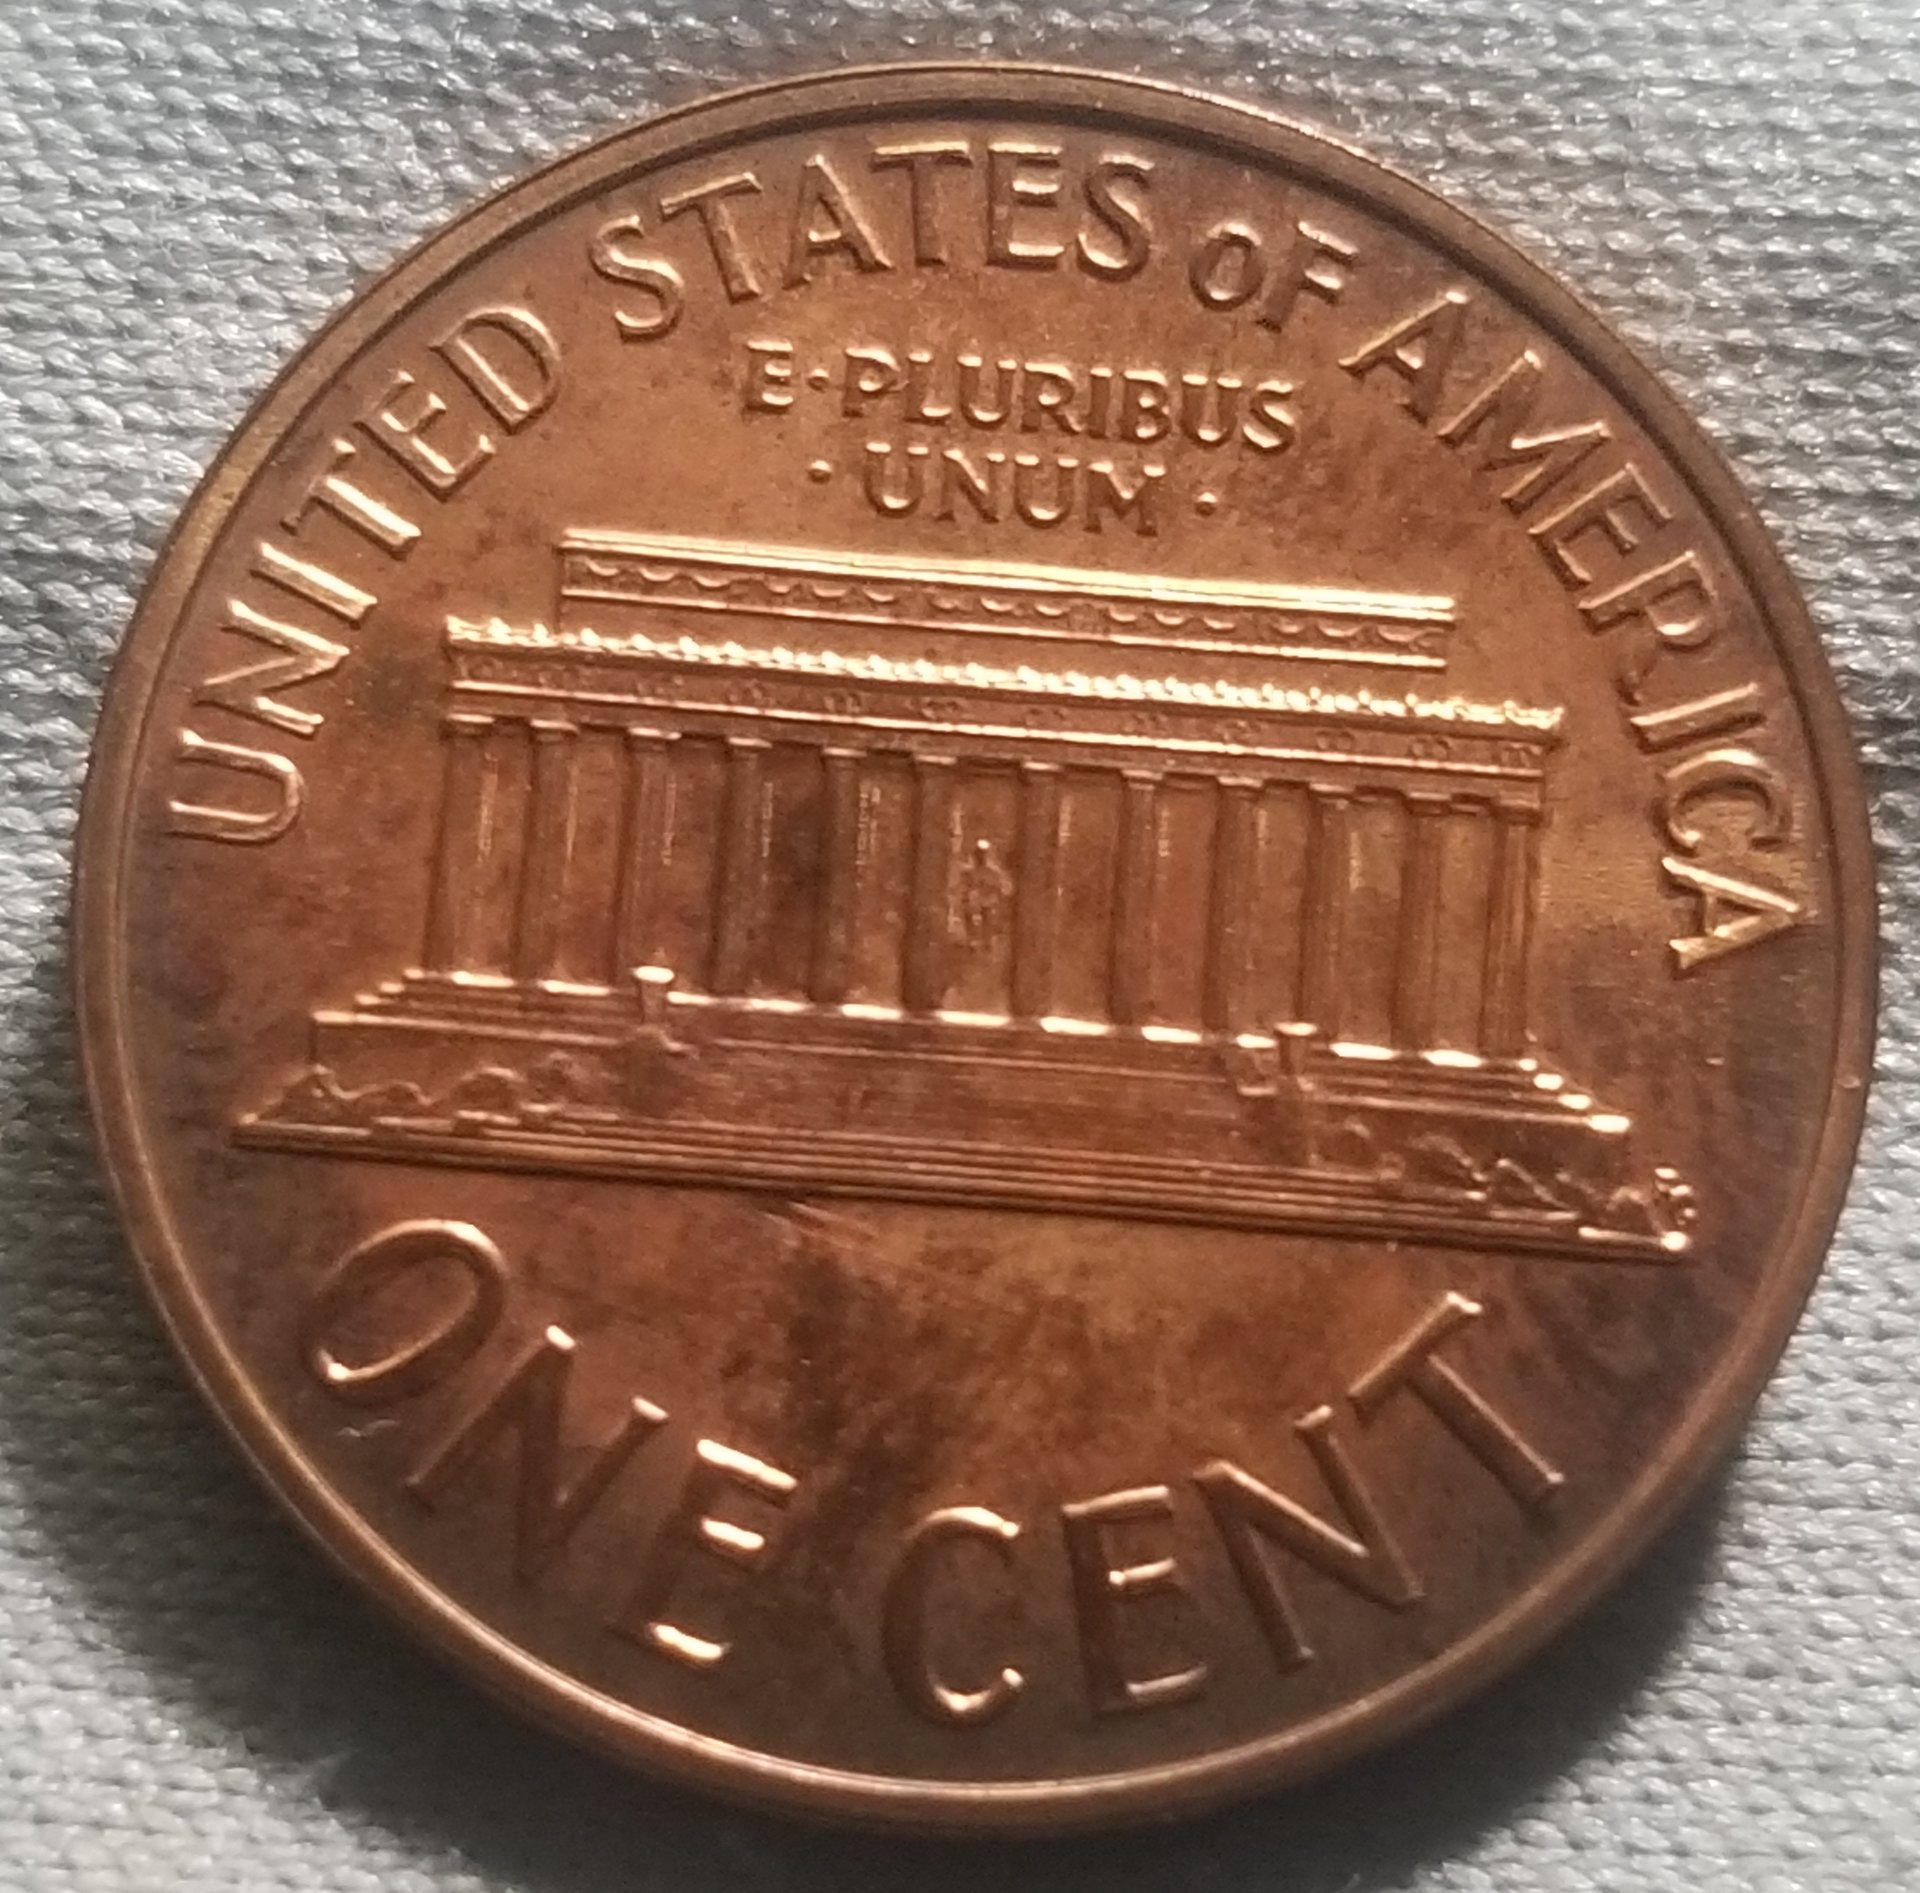 UNITED STATES OF AMERICA
E·PLURIBUS
·UNUM·
ONE CENT